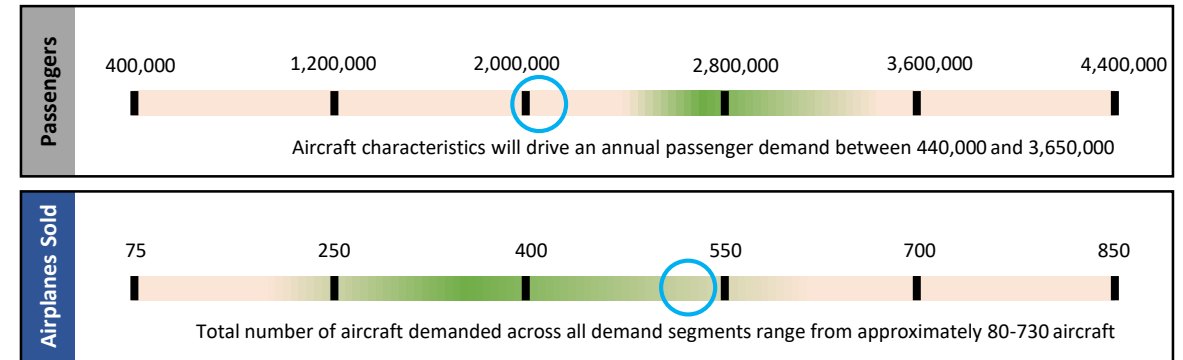 Passengers
400,000 1,200,000 2,000,000 2,800,000 3,600,000 4,400,000
Aircraft characteristics will drive an annual passenger demand between 440,000 and 3,650,000
Airplanes Sold
75 250 400 550 700 850
Total number of aircraft demanded across all demand segments range from approximately 80-730 aircraft